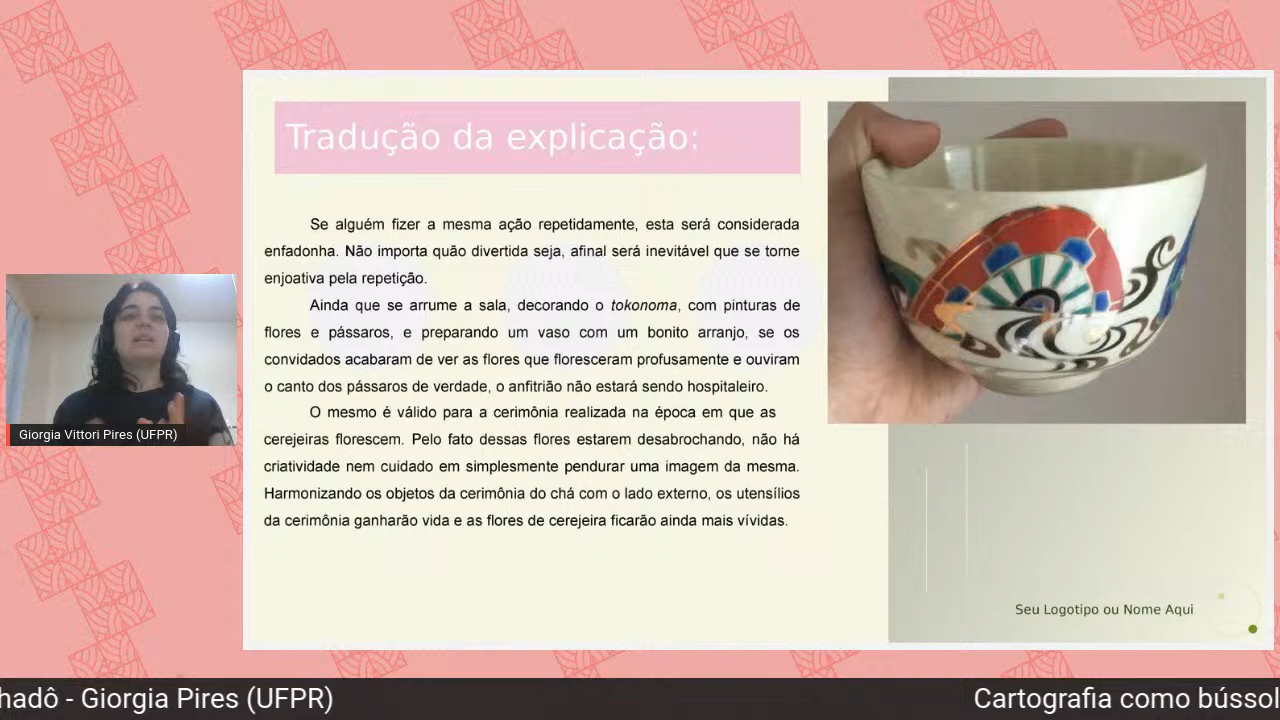 Tradução da explicação:
Se alguém fizer a mesma ação repetidamente, esta será considerada
enfadonha. Não importa quão divertida seja, afinal será inevitável que se torne
enjoativa pela repetição.
Ainda que se arrume a sala, decorando o tokonoma, com pinturas de
flores e pássaros, e preparando um vaso com um bonito arranjo, se os
convidados acabaram de ver as flores que floresceram profusamente e ouviram
o canto dos pássaros de verdade, o anfitrião não estará sendo hospitaleiro.
O mesmo é válido para a cerimônia realizada na época em que as
cerejeiras florescem. Pelo fato dessas flores estarem desabrochando, não há
criatividade nem cuidado em simplesmente pendurar uma imagem da mesma.
Harmonizando os objetos da cerimônia do chá com o lado externo, os utensílios
da cerimônia ganharão vida e as flores de cerejeira ficarão ainda mais vívidas.
Giorgia Vittori Pires (UFPR)
Seu Logotipo ou Nome Aqui
hadô - Giorgia Pires (UFPR)
Cartografia como bússol